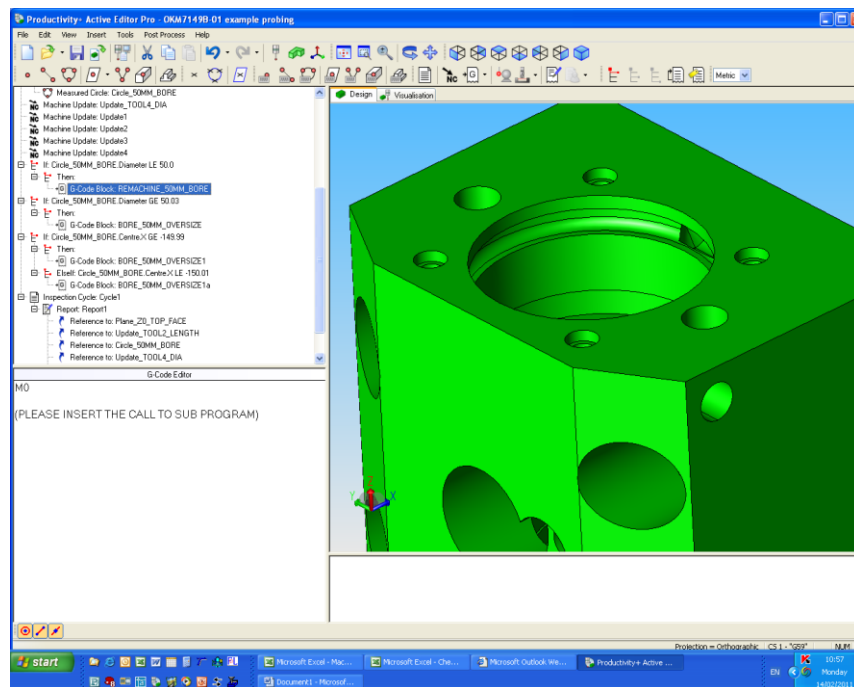 Productivity+ Active Editor Pro - OKM7149B-01 example probing
File Edit View Insert Tools Post Process Help
Metric
Measured Circle: Circle_50MM_BORE
Machine Update: Update_TOOL4_DIA
Machine Update: Update1
Machine Update: Update2
Machine Update: Update3
Machine Update: Update4
If: Circle_50MM_BORE.Diameter LE 50.0
Then:
G-Code Block: REMACHINE_50MM_BORE
If: Circle_50MM_BORE.Diameter GE 50.03
Then:
G-Code Block: BORE_50MM_OVERSIZE
If: Circle_50MM_BORE.Centre.X GE -149.99
Then:
G-Code Block: BORE_50MM_OVERSIZE1
ElseIf: Circle_50MM_BORE.Centre.X LE -150.01
G-Code Block: BORE_50MM_OVERSIZE1a
Inspection Cycle: Cycle1
Report: Report1
Reference to: Plane_Z0_TOP_FACE
Reference to: Update_TOOL2_LENGTH
Reference to: Circle_50MM_BORE
Reference to: Update_TOOL4_DIA
Design Visualisation
Z
Y X
G-Code Editor
M0
(PLEASE INSERT THE CALL TO SUB PROGRAM)
Projection = Orthographic CS 1 - "G59" NUM
start
Microsoft Excel - Mac...
Microsoft Excel - Che...
Microsoft Outlook We...
Productivity+ Active ...
Document1 - Microsof...
EN
10:57
Monday
14/02/2011